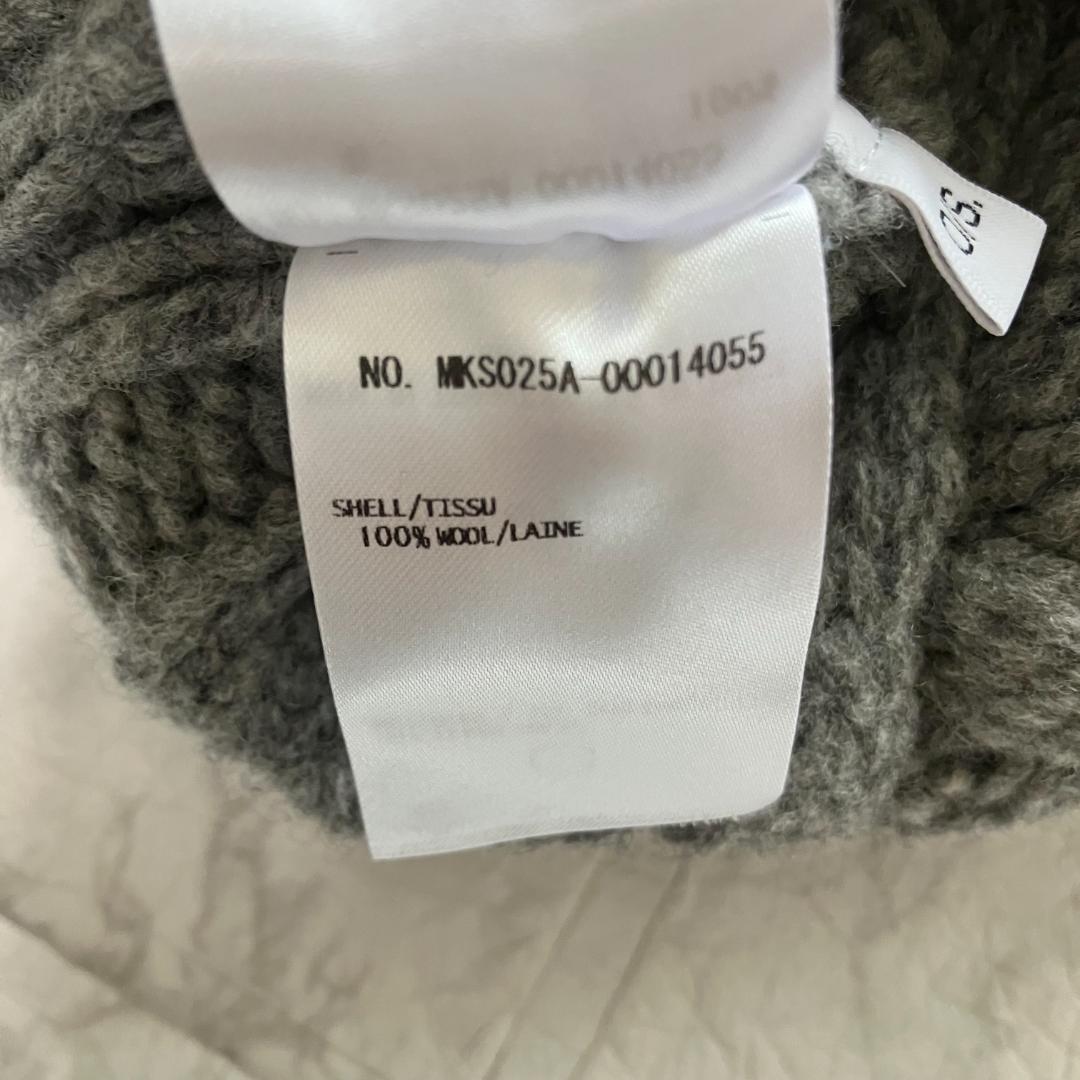 O/S.
NO. MKS025A-00014055
SHELL/TISSU
100% WOOL/LAINE